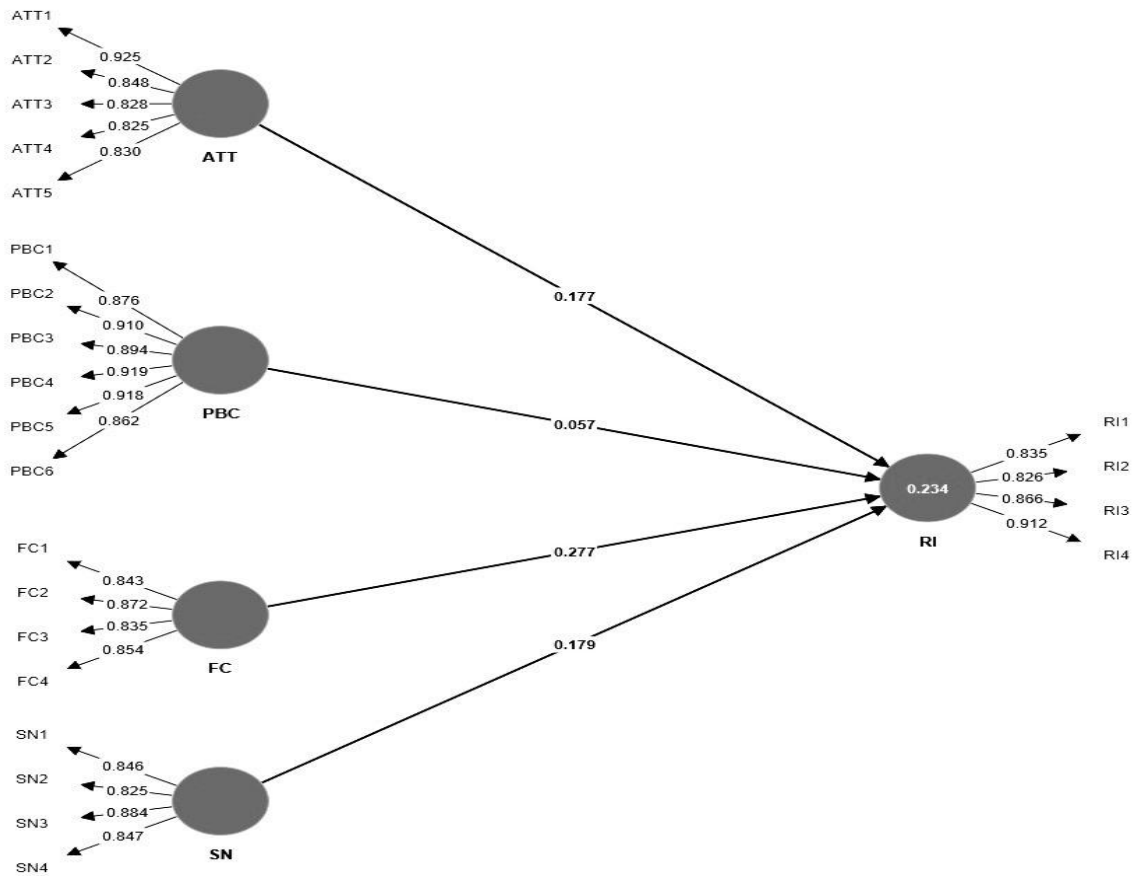 ATT1
0.925
ATT2
0.848
ATT3
0.828
ATT4
0.825
ATT5
0.830
ATT
0.177
PBC1
0.876
PBC2
0.910
PBC3
0.894
PBC4
0.919
PBC5
0.918
PBC6
0.862
PBC
0.057
FC1
0.843
FC2
0.872
FC3
0.835
FC4
0.854
FC
0.277
SN1
0.846
SN2
0.825
SN3
0.884
SN4
0.847
SN
0.179
0.234
RI
RI1
0.835
RI2
0.826
RI3
0.866
RI4
0.912